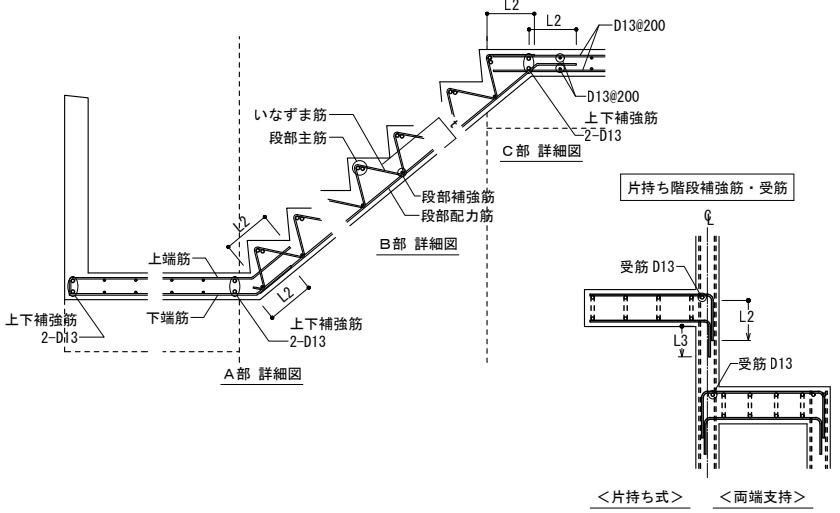 L2
L2
D13@200
D13@200
上下補強筋
2-D13
C部 詳細図
いなずま筋
段部主筋
段部補強筋
段部配力筋
B部 詳細図
L2
L2
上端筋
下端筋
上下補強筋
2-D13
上下補強筋
2-D13
A部 詳細図
片持ち階段補強筋・受筋
℄
受筋 D13
L2
L3
受筋 D13
<片持ち式>
<両端支持>